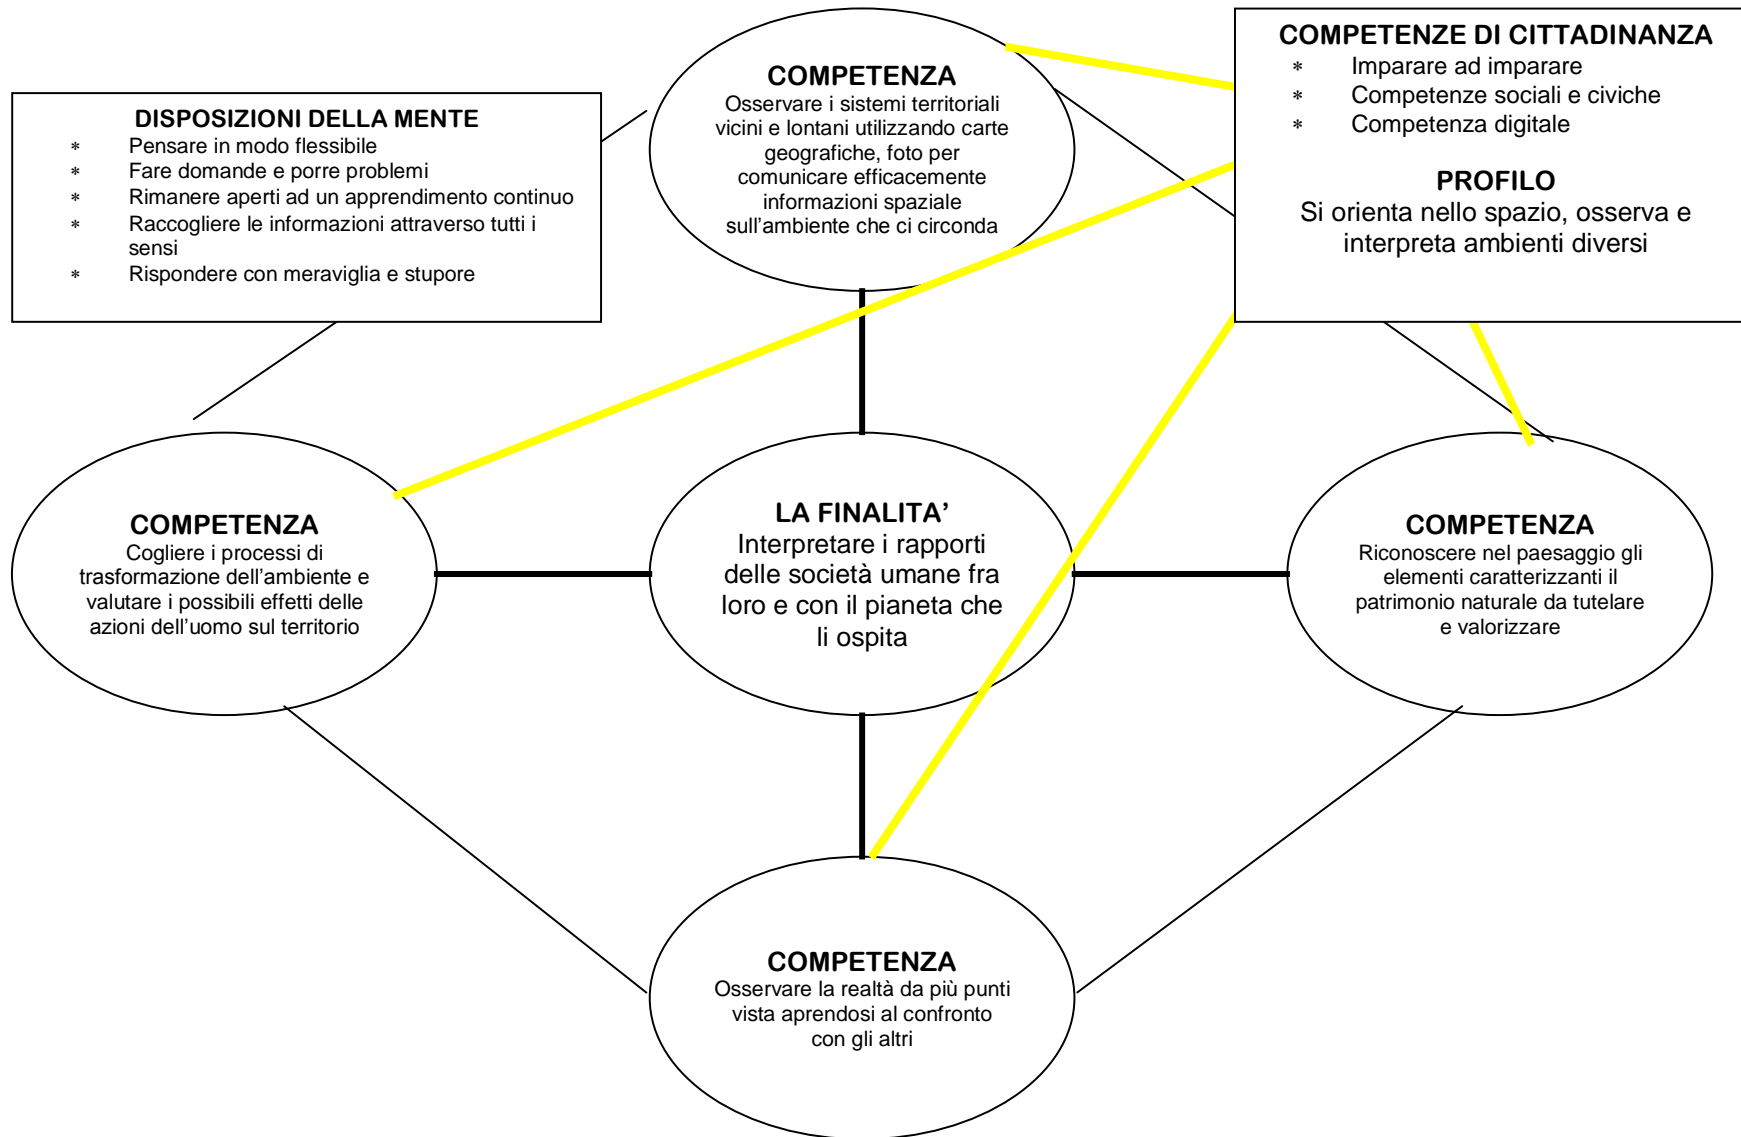 COMPETENZA
Osservare i sistemi territoriali
vicini e lontani utilizzando carte
geografiche, foto per
comunicare efficacemente
informazioni spaziale
sull’ambiente che ci circonda
COMPETENZE DI CITTADINANZA
* Imparare ad imparare
* Competenze sociali e civiche
* Competenza digitale
PROFILO
Si orienta nello spazio, osserva e
interpreta ambienti diversi
DISPOSIZIONI DELLA MENTE
* Pensare in modo flessibile
* Fare domande e porre problemi
* Rimanere aperti ad un apprendimento continuo
* Raccogliere le informazioni attraverso tutti i
sensi
* Rispondere con meraviglia e stupore
COMPETENZA
Cogliere i processi di
trasformazione dell’ambiente e
valutare i possibili effetti delle
azioni dell’uomo sul territorio
LA FINALITA’
Interpretare i rapporti
delle società umane fra
loro e con il pianeta che
li ospita
COMPETENZA
Riconoscere nel paesaggio gli
elementi caratterizzanti il
patrimonio naturale da tutelare
e valorizzare
COMPETENZA
Osservare la realtà da più punti
vista aprendosi al confronto
con gli altri